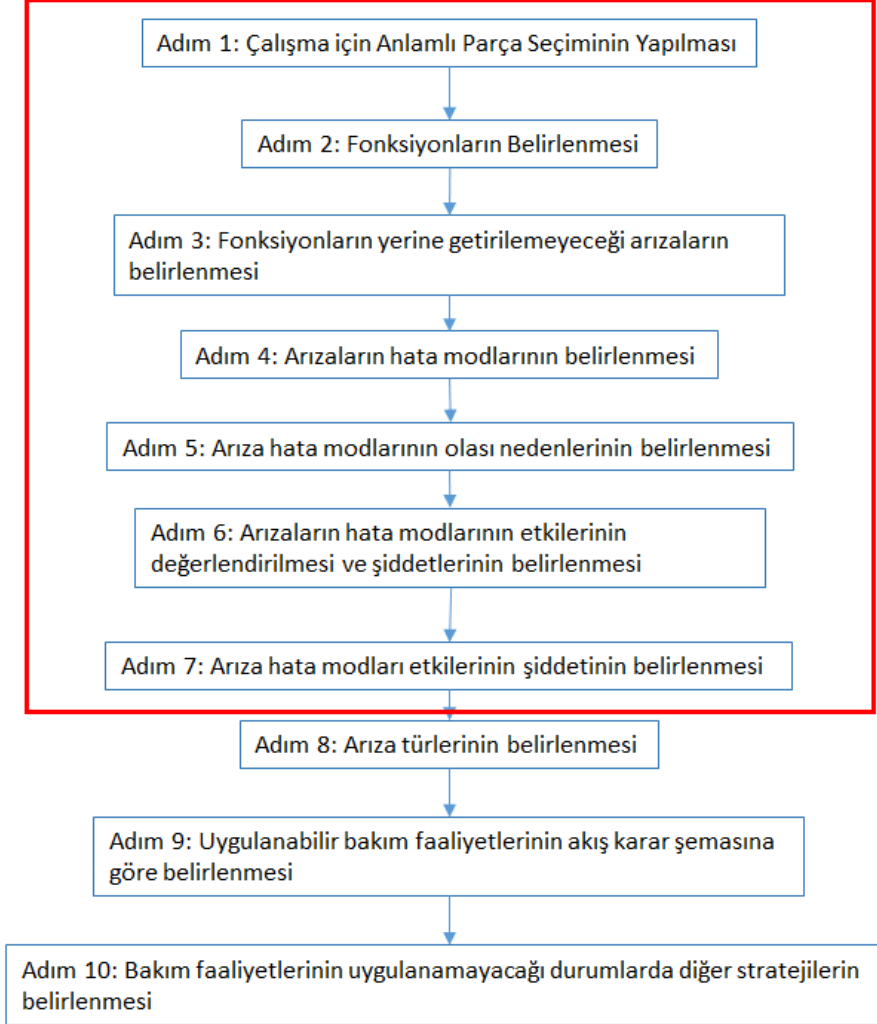 Adım 1: Çalışma için Anlamlı Parça Seçiminin Yapılması
Adım 2: Fonksiyonların Belirlenmesi
Adım 3: Fonksiyonların yerine getirilemeyeceği arızaların
belirlenmesi
Adım 4: Arızaların hata modlarının belirlenmesi
Adım 5: Arıza hata modlarının olası nedenlerinin belirlenmesi
Adım 6: Arızaların hata modlarının etkilerinin
değerlendirilmesi ve şiddetlerinin belirlenmesi
Adım 7: Arıza hata modları etkilerinin şiddetinin belirlenmesi
Adım 8: Arıza türlerinin belirlenmesi
Adım 9: Uygulanabilir bakım faaliyetlerinin akış karar şemasına
göre belirlenmesi
Adım 10: Bakım faaliyetlerinin uygulanamayacağı durumlarda diğer stratejilerin
belirlenmesi